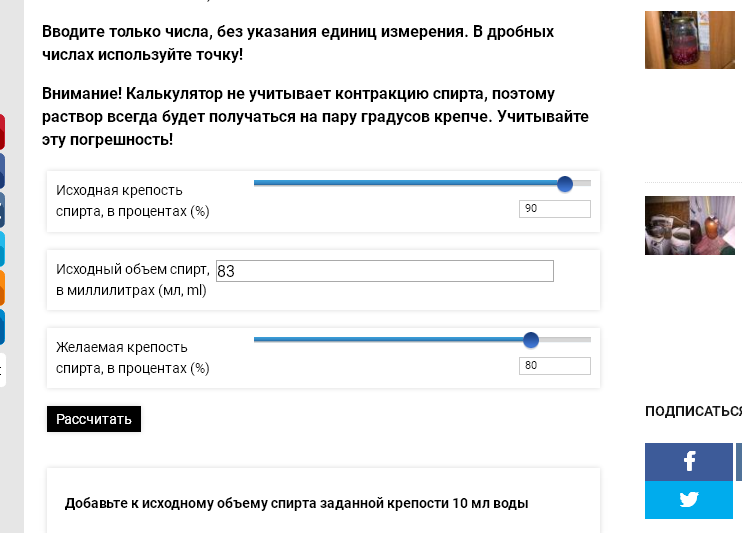 Вводите только числа, без указания единиц измерения. В дробных
числах используйте точку!
Внимание! Калькулятор не учитывает контракцию спирта, поэтому
раствор всегда будет получаться на пару градусов крепче. Учитывайте
эту погрешность!
Исходная крепость
спирта, в процентах (%)
90
Исходный объем спирт,
в миллилитрах (мл, ml)
83
Желаемая крепость
спирта, в процентах (%)
80
Рассчитать
Добавьте к исходному объему спирта заданной крепости 10 мл воды
ПОДПИСАТЬСЯ